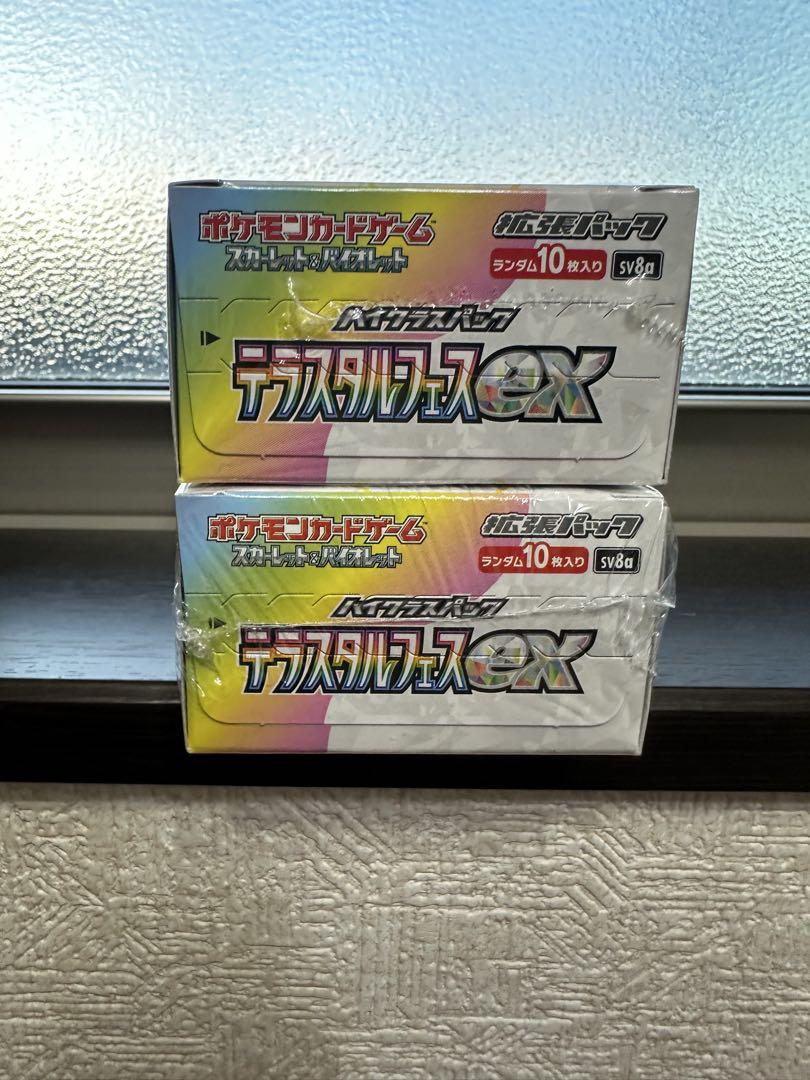 ポケモンカードゲーム
スカーレット&バイオレット
拡張パック
ランダム10枚入り SV8a
ハイクラスパック
テラスタルフェスex
ポケモンカードゲーム
スカーレット&バイオレット
拡張パック
ランダム10枚入り SV8a
ハイクラスパック
テラスタルフェスex